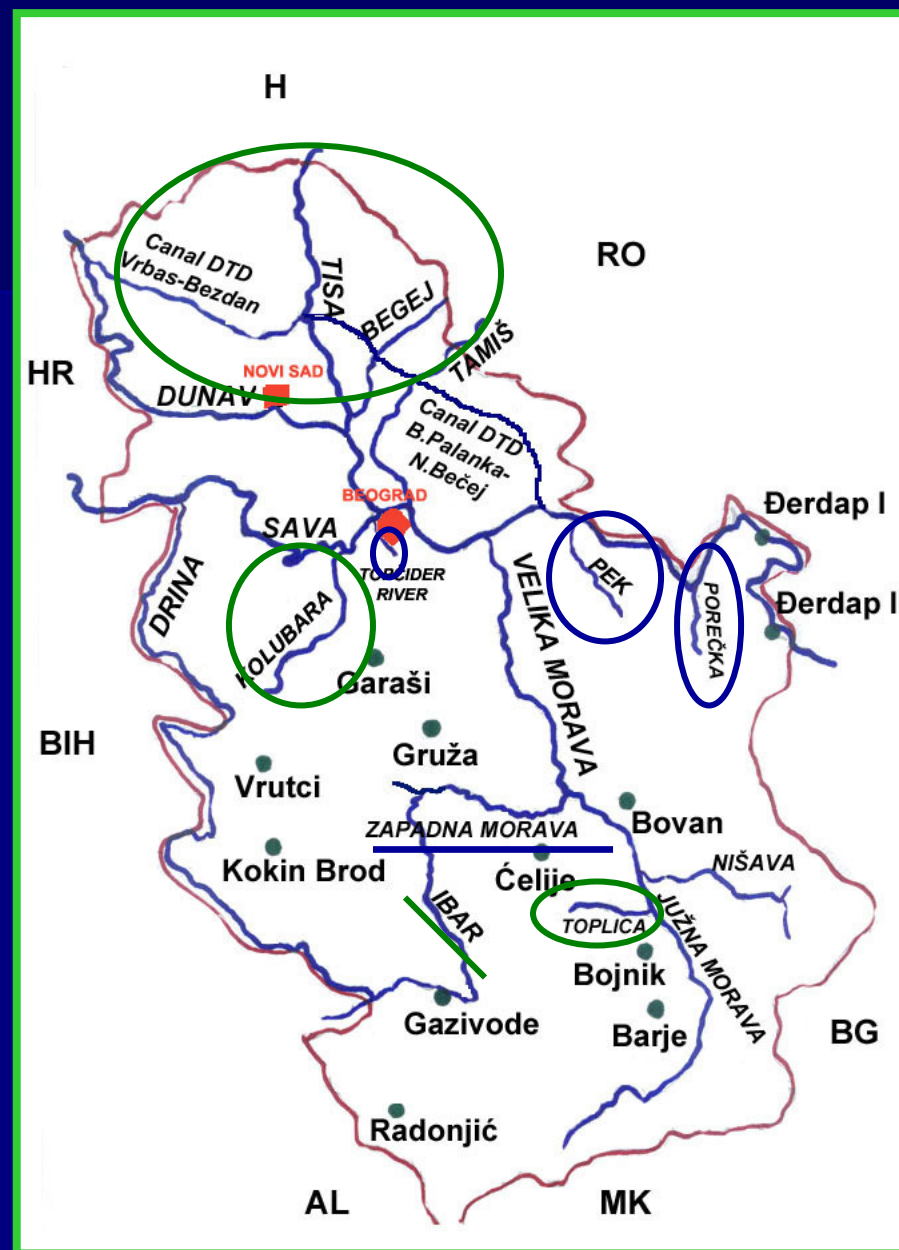 H
RO
Canal DTD
Vrbas-Bezdan
TISA
BEGEJ
TAMIŠ
HR
NOVI SAD
DUNAV
Canal DTD
B.Palanka-
N.Bečej
BEOGRAD
Đerdap I
SAVA
TOPCIDER
RIVER
PEK
DRINA
POREČKA
Đerdap I
KOLUBARA
VELIKA MORAVA
Garaši
BIH
Gruža
Vrutci
Bovan
ZAPADNA MORAVA
Kokin Brod
Ćelije
NIŠAVA
IBAR
TOPLICA
JUŽNA MORAVA
Bojnik
Gazivode
Barje
BG
Radonjić
AL
MK